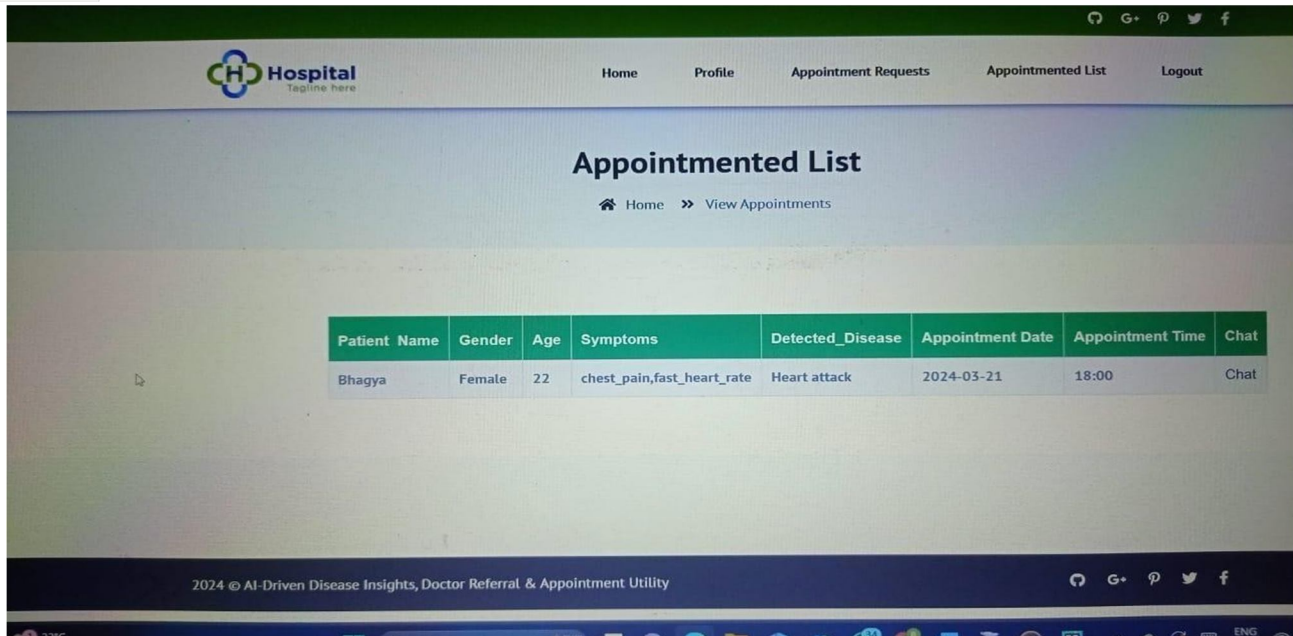 G+
Hospital
Tagline here
Home Profile Appointment Requests Appointmented List Logout
Appointmented List
Home » View Appointments
Patient Name Gender Age Symptoms Detected_Disease Appointment Date Appointment Time Chat
Bhagya Female 22 chest_pain,fast_heart_rate Heart attack 2024-03-21 18:00 Chat
2024 © AI-Driven Disease Insights, Doctor Referral & Appointment Utility G+
ENG